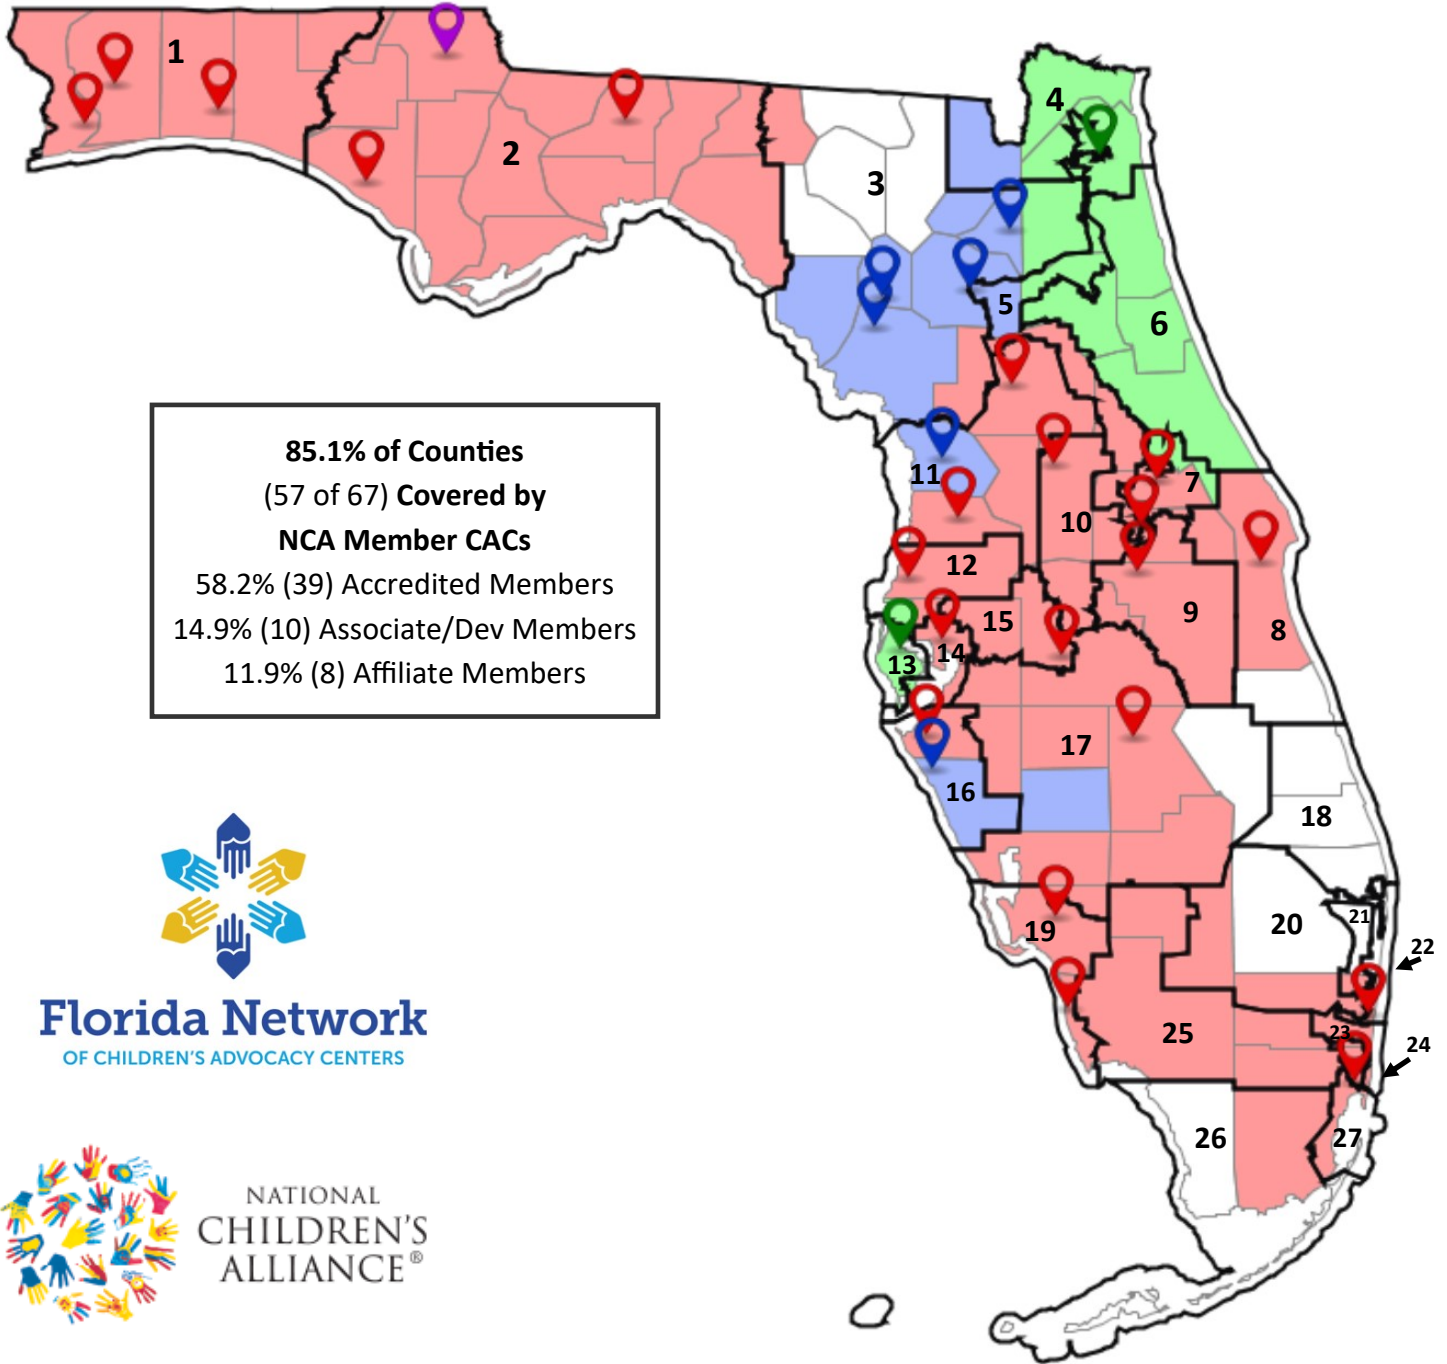 1
2
3
4
5
6
7
8
9
10
11
12
13
14
15
16
17
18
19
20
21
22
23
24
25
26
27
85.1% of Counties
(57 of 67) Covered by
NCA Member CACs
58.2% (39) Accredited Members
14.9% (10) Associate/Dev Members
11.9% (8) Affiliate Members
Florida Network
OF CHILDREN'S ADVOCACY CENTERS
NATIONAL
CHILDREN'S
ALLIANCE®